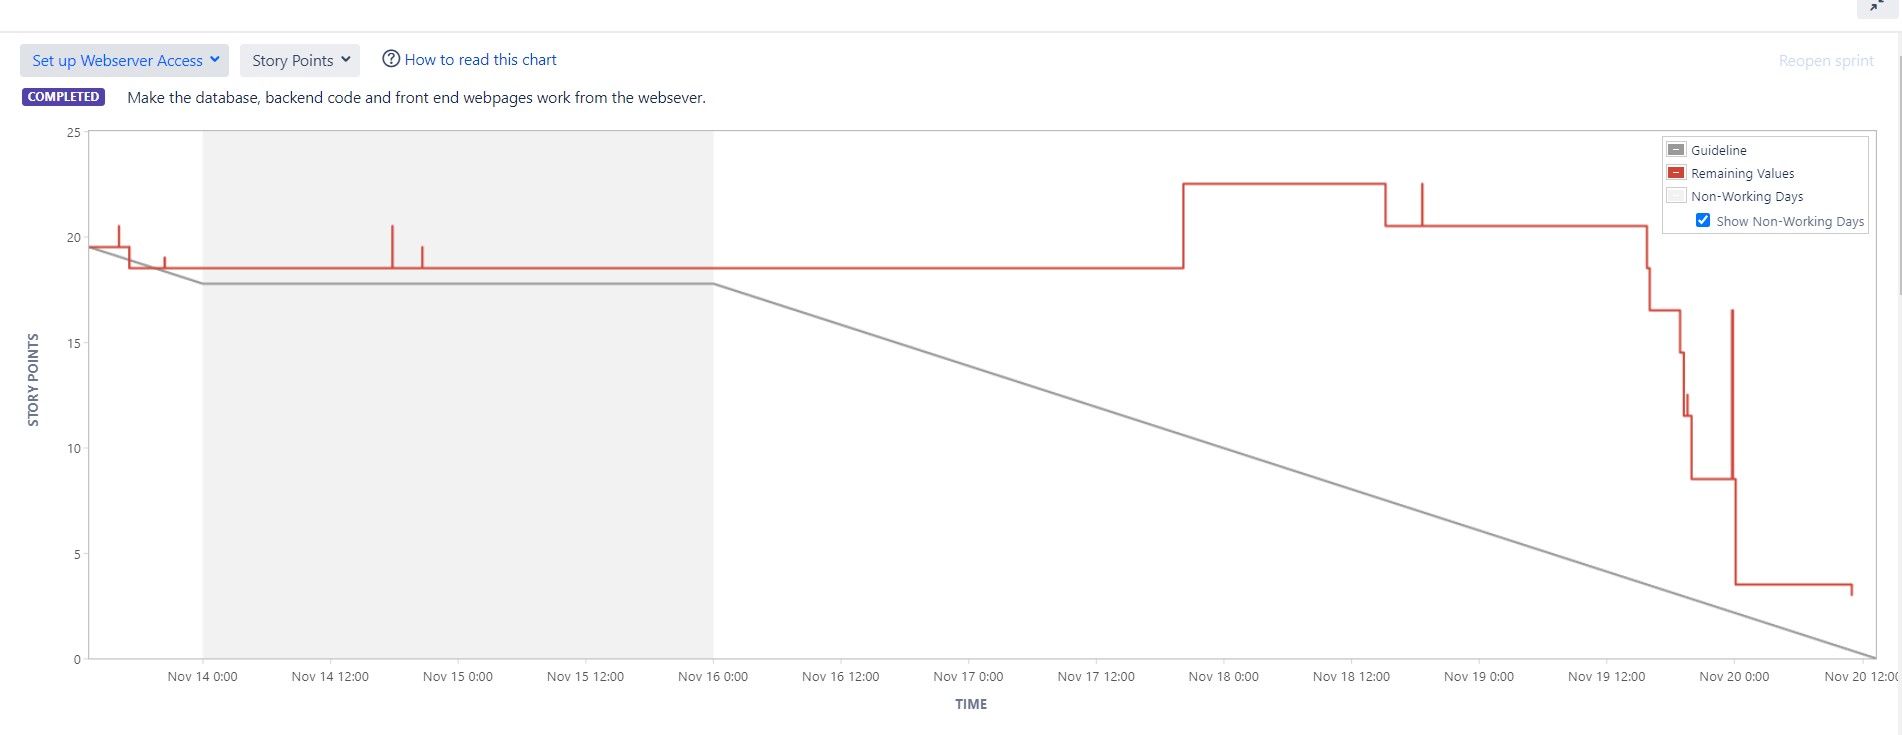 Set up Webserver Access
Story Points
How to read this chart
Reopen sprint
COMPLETED
Make the database, backend code and front end webpages work from the websever.
25
20
15
10
5
0
STORY POINTS
Guideline
Remaining Values
Non-Working Days
Show Non-Working Days
Nov 14 0:00
Nov 14 12:00
Nov 15 0:00
Nov 15 12:00
Nov 16 0:00
Nov 16 12:00
Nov 17 0:00
Nov 17 12:00
Nov 18 0:00
Nov 18 12:00
Nov 19 0:00
Nov 19 12:00
Nov 20 0:00
Nov 20 12:00
TIME